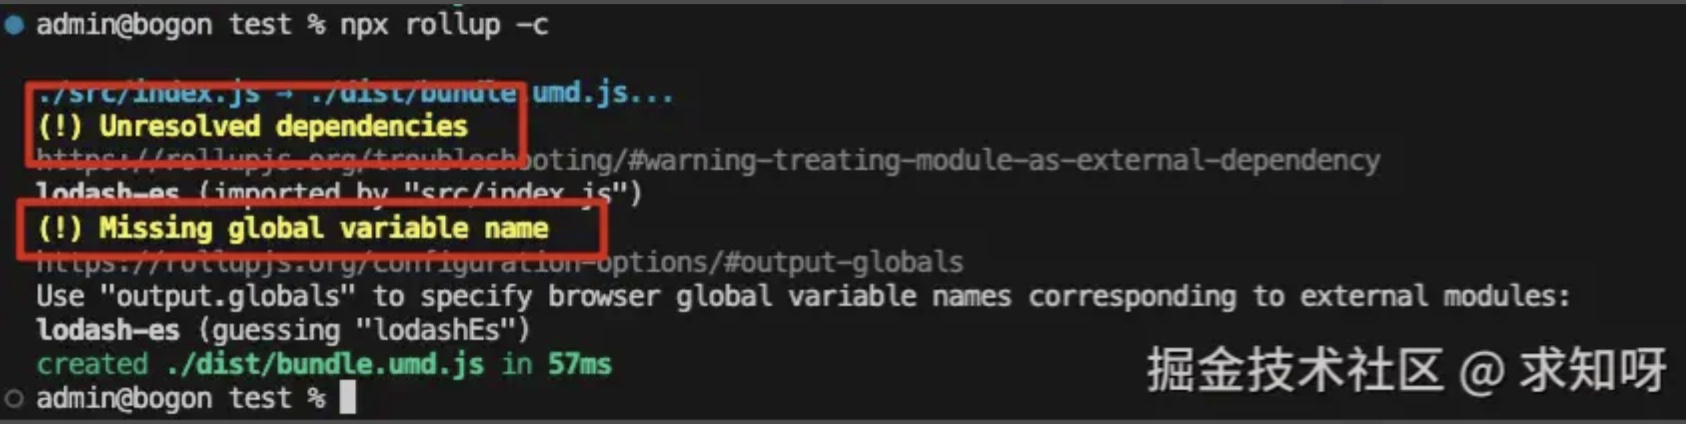 admin@bogon test % npx rollup -c
./src/index.js → ./dist/bundle.umd.js...
(!) Unresolved dependencies
https://rollupjs.org/troubleshooting/#warning-treating-module-as-external-dependency
lodash-es (imported by "src/index.js")
(!) Missing global variable name
https://rollupjs.org/configuration-options/#output-globals
Use "output.globals" to specify browser global variable names corresponding to external modules:
lodash-es (guessing "lodashEs")
created ./dist/bundle.umd.js in 57ms
admin@bogon test %
掘金技术社区 @ 求知呀